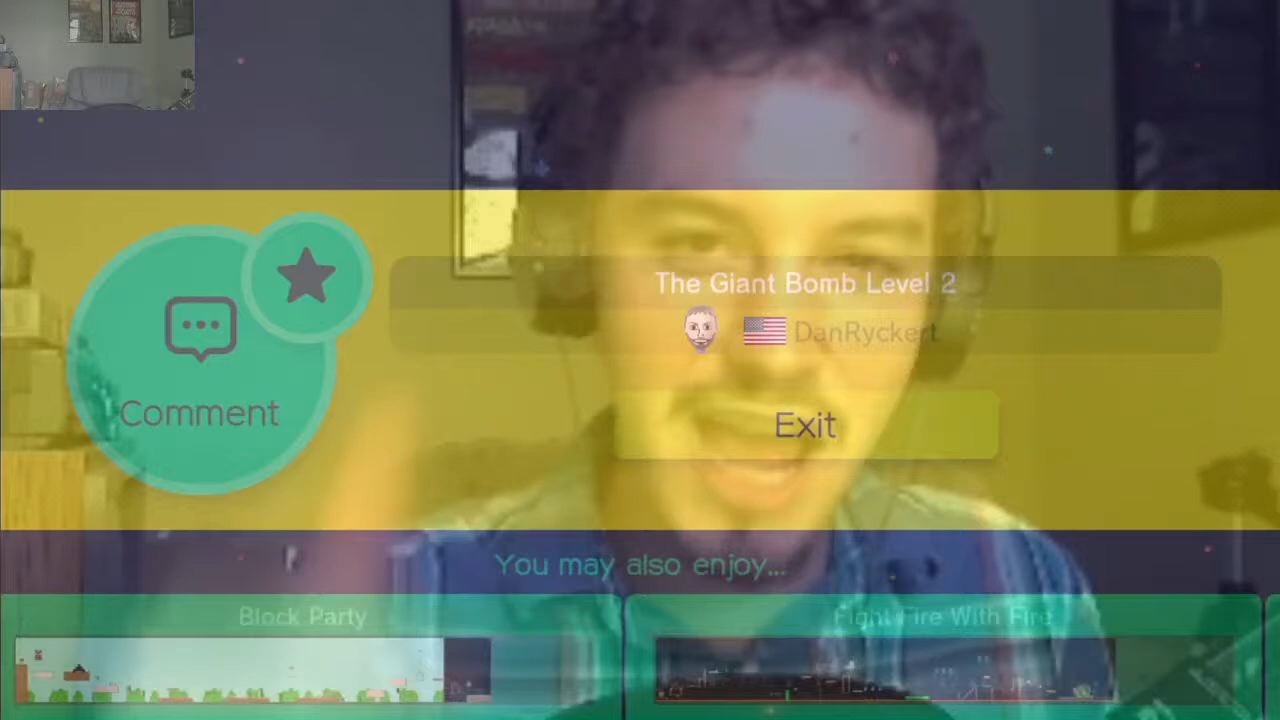 The Giant Bomb Level 2
DanRyckert
Comment
Exit
You may also enjoy...
Block Party
Fight Fire With Fire